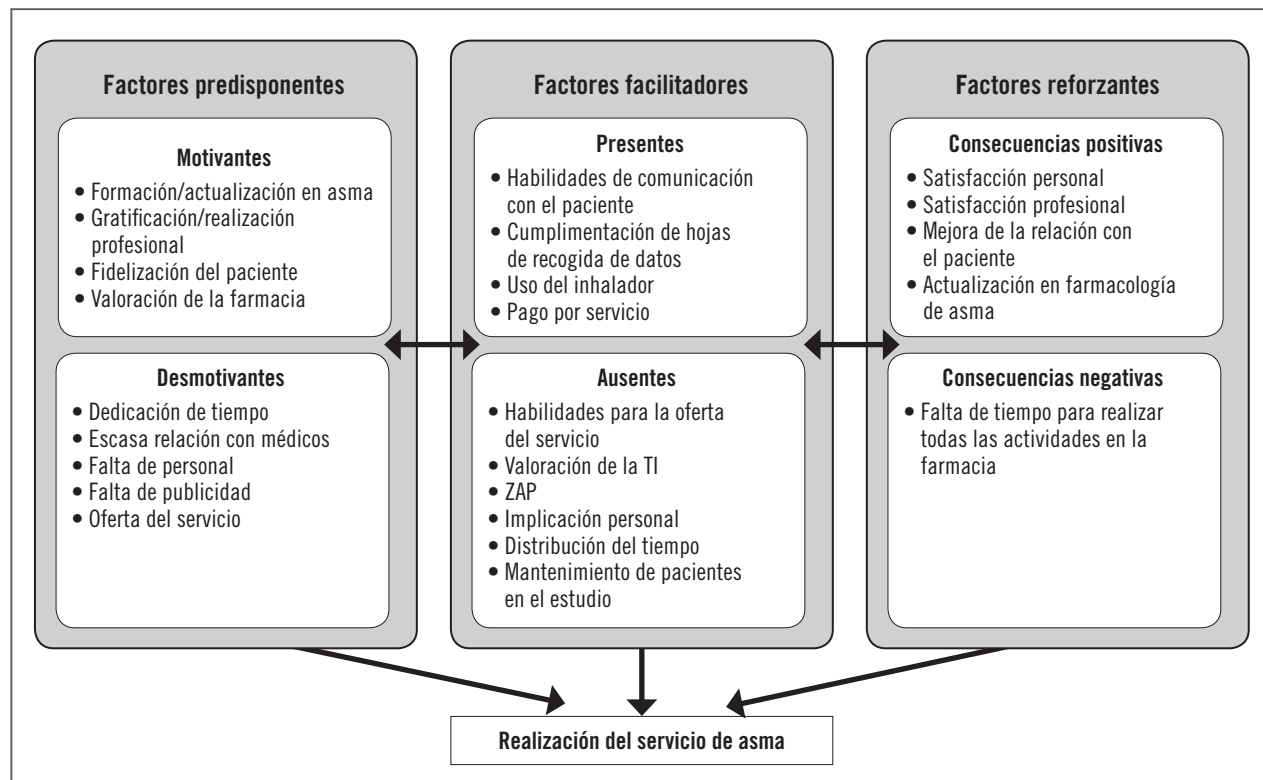 Factores predisponentes
Motivantes
• Formación/actualización en asma
• Gratificación/realización
profesional
• Fidelización del paciente
• Valoración de la farmacia
Desmotivantes
• Dedicación de tiempo
• Escasa relación con médicos
• Falta de personal
• Falta de publicidad
• Oferta del servicio
Factores facilitadores
Presentes
• Habilidades de comunicación
con el paciente
• Cumplimentación de hojas
de recogida de datos
• Uso del inhalador
• Pago por servicio
Ausentes
• Habilidades para la oferta
del servicio
• Valoración de la TI
• ZAP
• Implicación personal
• Distribución del tiempo
• Mantenimiento de pacientes
en el estudio
Factores reforzantes
Consecuencias positivas
• Satisfacción personal
• Satisfacción profesional
• Mejora de la relación con
el paciente
• Actualización en farmacología
de asma
Consecuencias negativas
• Falta de tiempo para realizar
todas las actividades en la
farmacia
Realización del servicio de asma